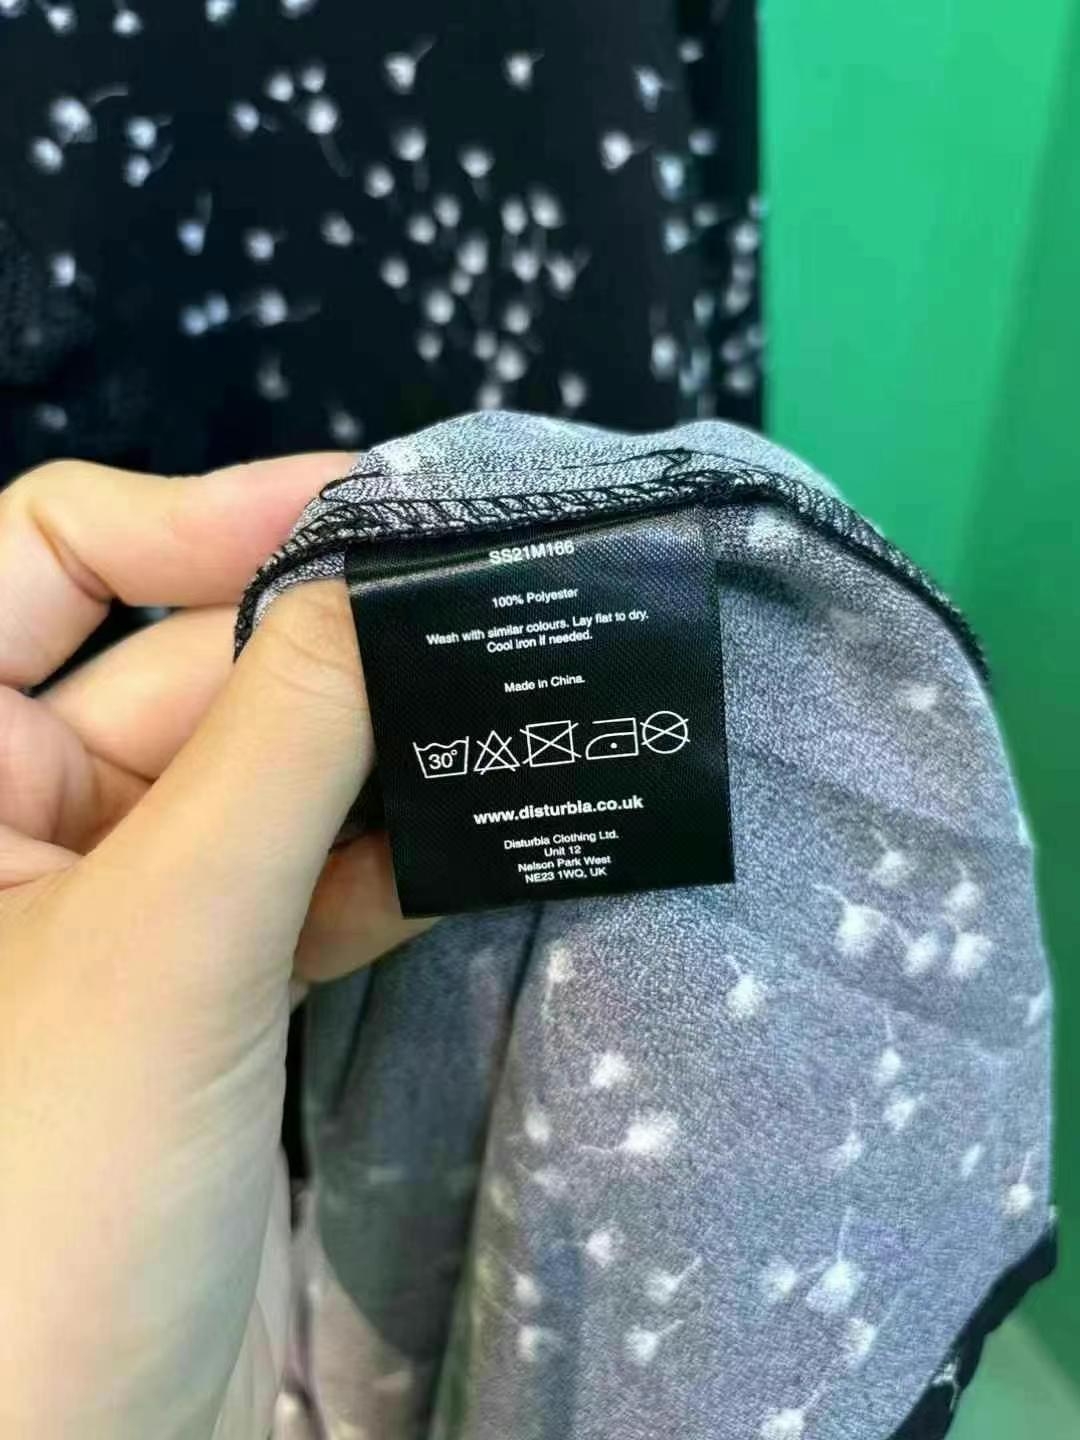 SS21M166
100% Polyester
Wash with similar colours. Lay flat to dry.
Cool iron if needed.
Made in China.
30°
www.disturbia.co.uk
Disturbia Clothing Ltd.
Unit 12
Nelson Park West
NE23 1WQ, UK